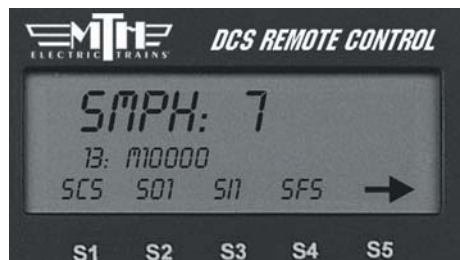 MTH DCS REMOTE CONTROL
ELECTRIC TRAINS
SMPH: 7
13: M10000
SCS SO1 SI1 SFS
S1 S2 S3 S4 S5